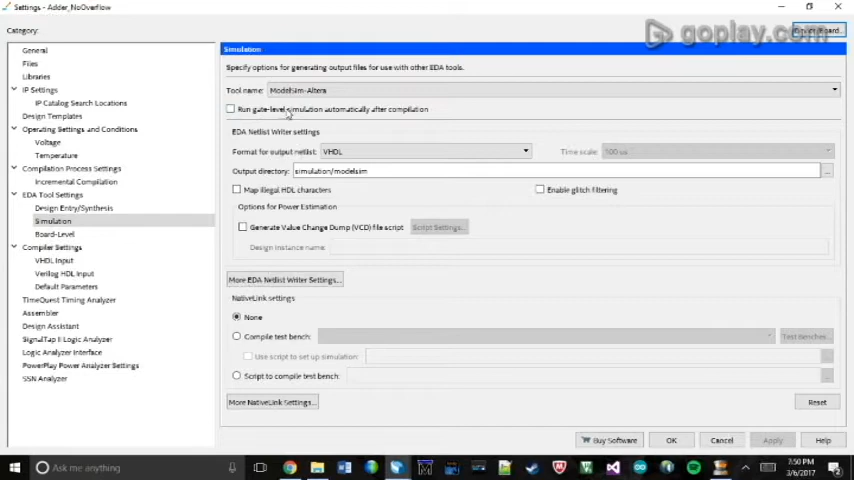 Settings - Adder_NoOverflow
Category:
Device/Board...
goplay.com
General
Files
Libraries
IP Settings
IP Catalog Search Locations
Design Templates
Operating Settings and Conditions
Voltage
Temperature
Compilation Process Settings
Incremental Compilation
EDA Tool Settings
Design Entry/Synthesis
Simulation
Board-Level
Compiler Settings
VHDL Input
Verilog HDL Input
Default Parameters
TimeQuest Timing Analyzer
Assembler
Design Assistant
SignalTap II Logic Analyzer
Logic Analyzer Interface
PowerPlay Power Analyzer Settings
SSN Analyzer
Simulation
Specify options for generating output files for use with other EDA tools.
Tool name: ModelSim-Altera
Run gate-level simulation automatically after compilation
EDA Netlist Writer settings
Format for output netlist: VHDL Time scale: 100 us
Output directory: simulation/modelsim ...
Map illegal HDL characters Enable glitch filtering
Options for Power Estimation
Generate Value Change Dump (VCD) file script Script Settings...
Design instance name:
More EDA Netlist Writer Settings...
NativeLink settings
None
Compile test bench: Test Benches...
Use script to set up simulation: ...
Script to compile test bench: ...
More NativeLink Settings... Reset
Buy Software OK Cancel Apply Help
Ask me anything
7:50 PM
3/6/2017